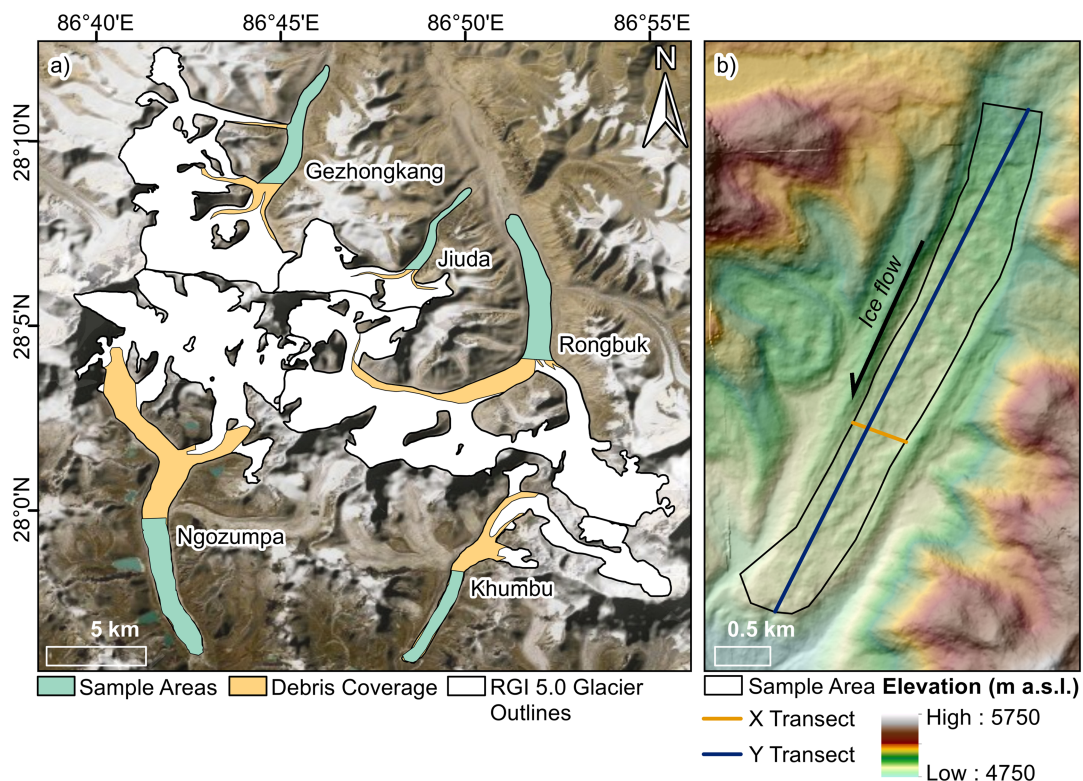 86°40'E 86°45'E 86°50'E 86°55'E
28°10'N
28°5'N
28°0'N
a)
N
Gezhongkang
Jiuda
Rongbuk
Ngozumpa
Khumbu
5 km
Sample Areas
Debris Coverage
RGI 5.0 Glacier
Outlines
b)
Ice flow
0.5 km
Sample Area
X Transect
Y Transect
Elevation (m a.s.l.)
High : 5750
Low : 4750